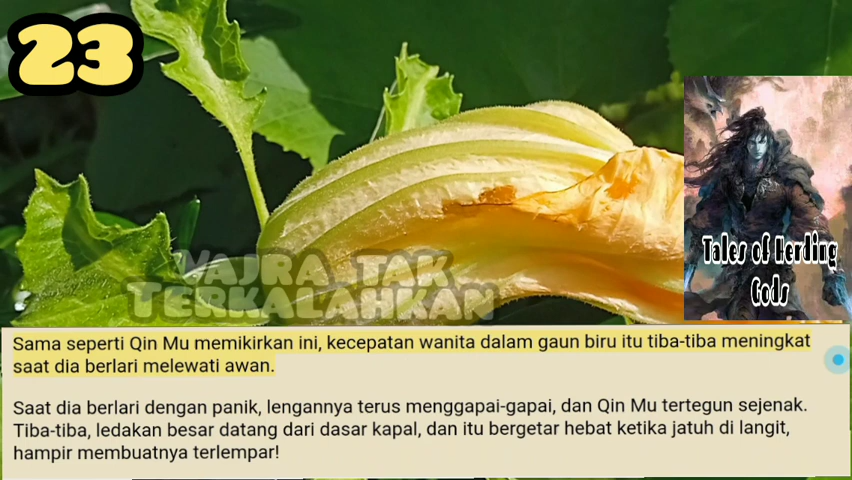 23
WAJRA TAK
TERKALAHKAN
Tales of Herding
Gods
Sama seperti Qin Mu memikirkan ini, kecepatan wanita dalam gaun biru itu tiba-tiba meningkat
saat dia berlari melewati awan.
Saat dia berlari dengan panik, lengannya terus menggapai-gapai, dan Qin Mu tertegun sejenak.
Tiba-tiba, ledakan besar datang dari dasar kapal, dan itu bergetar hebat ketika jatuh di langit,
hampir membuatnya terlempar!